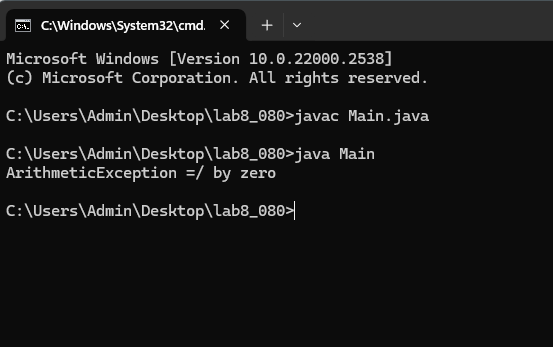 C:\Windows\System32\cmd.
Microsoft Windows [Version 10.0.22000.2538]
(c) Microsoft Corporation. All rights reserved.
C:\Users\Admin\Desktop\lab8_080>javac Main.java
C:\Users\Admin\Desktop\lab8_080>java Main
ArithmeticException =/ by zero
C:\Users\Admin\Desktop\lab8_080>